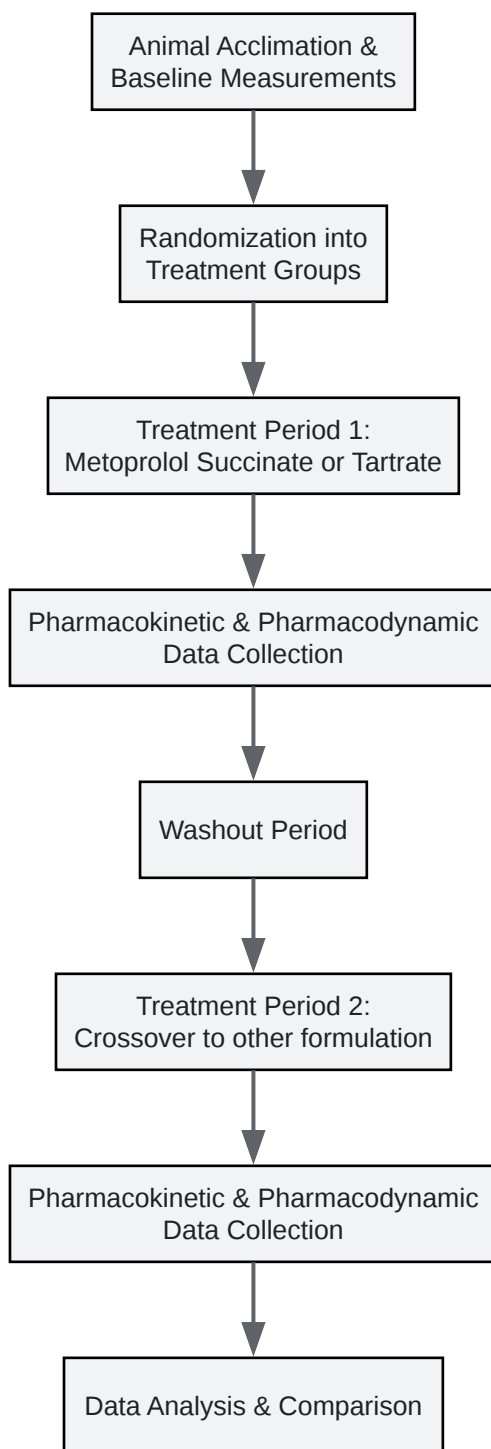 Animal Acclimation &
Baseline Measurements
Randomization into
Treatment Groups
Treatment Period 1:
Metoprolol Succinate or Tartrate
Pharmacokinetic & Pharmacodynamic
Data Collection
Washout Period
Treatment Period 2:
Crossover to other formulation
Pharmacokinetic & Pharmacodynamic
Data Collection
Data Analysis & Comparison